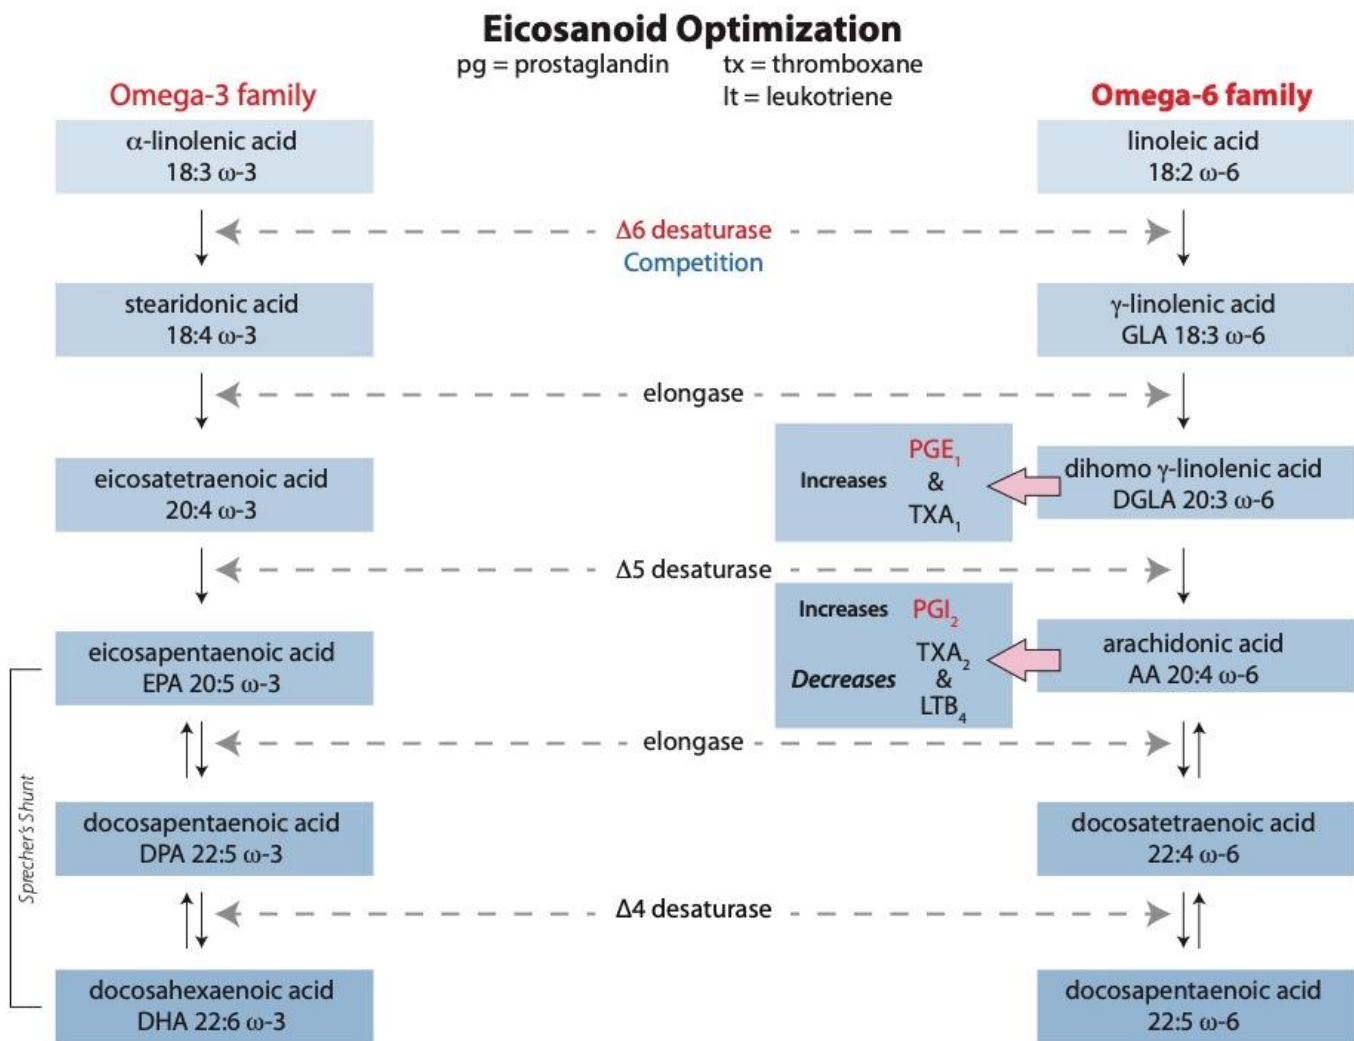 Eicosanoid Optimization
pg = prostaglandin tx = thromboxane
lt = leukotriene
Omega-3 family
Omega-6 family
α-linolenic acid
18:3 ω-3
linoleic acid
18:2 ω-6
Δ6 desaturase
Competition
stearidonic acid
18:4 ω-3
γ-linolenic acid
GLA 18:3 ω-6
elongase
eicosatetraenoic acid
20:4 ω-3
Increases
PGE₁
&
TXA₁
dihomo γ-linolenic acid
DGLA 20:3 ω-6
Δ5 desaturase
eicosapentaenoic acid
EPA 20:5 ω-3
Increases PGI₂
Decreases
TXA₂
&
LTB₄
arachidonic acid
AA 20:4 ω-6
elongase
Sprecher's Shunt
docosapentaenoic acid
DPA 22:5 ω-3
docosatetraenoic acid
22:4 ω-6
Δ4 desaturase
docosahexaenoic acid
DHA 22:6 ω-3
docosapentaenoic acid
22:5 ω-6